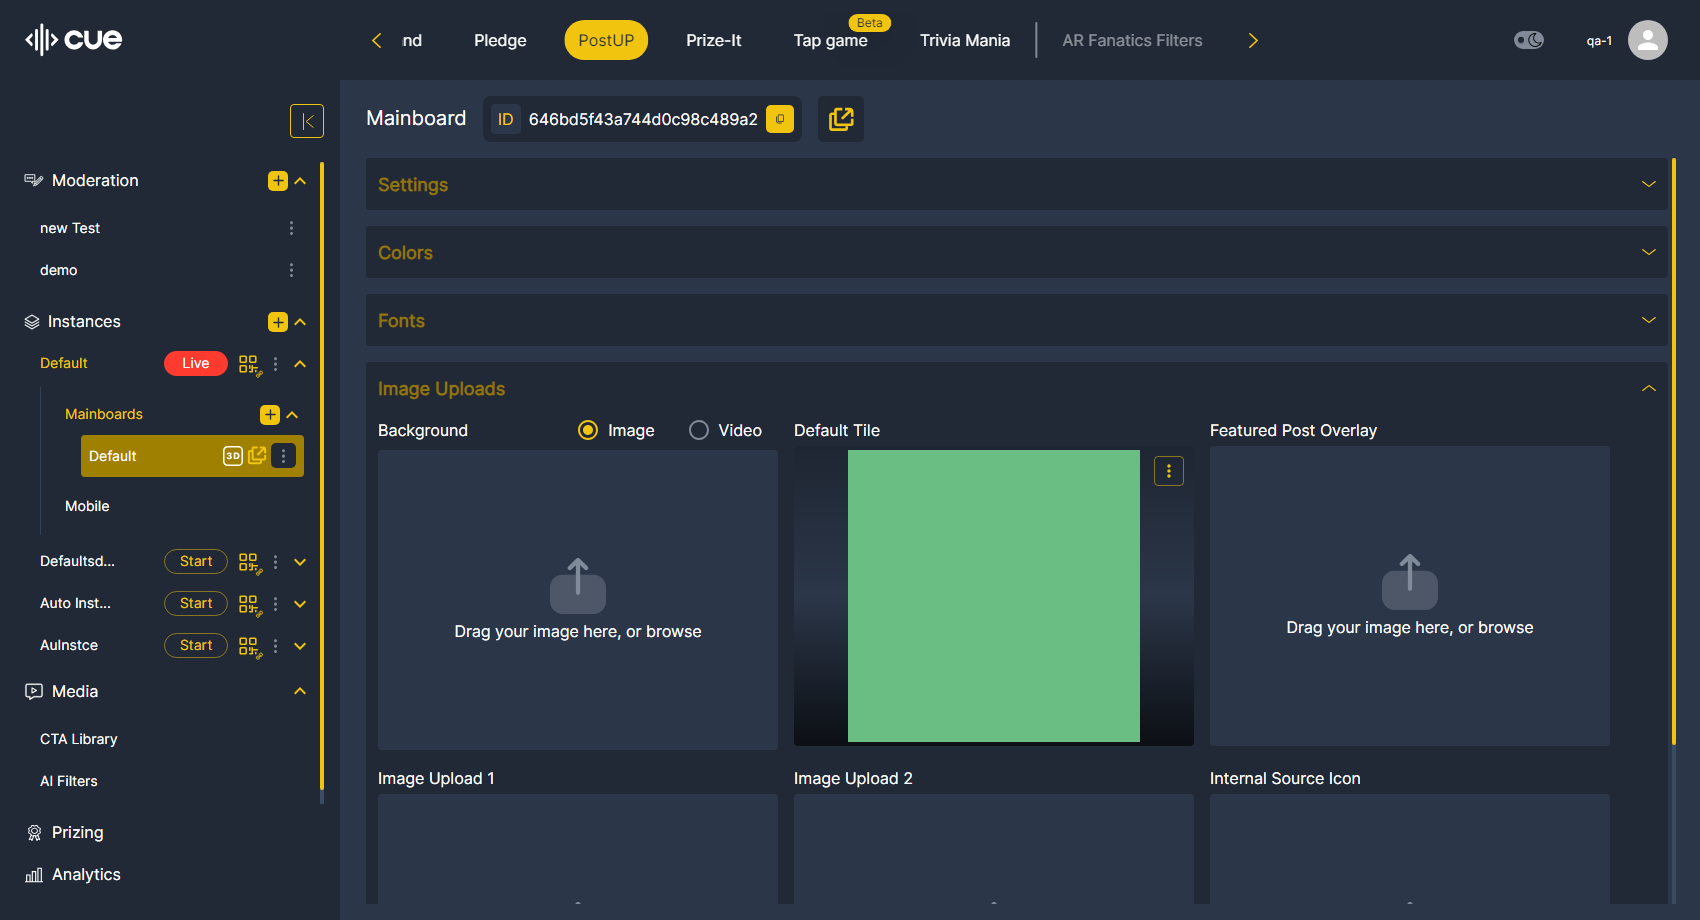 cue
nd
Pledge
PostUP
Prize-It
Beta
Tap game
Trivia Mania
AR Fanatics Filters
qa-1
Mainboard
ID
646bd5f43a744d0c98c489a2
Moderation
new Test
demo
Instances
Default
Live
Mainboards
Default
3D
Mobile
Defaultsd...
Start
Auto Inst...
Start
AuInstce
Start
Media
CTA Library
AI Filters
Prizing
Analytics
Settings
Colors
Fonts
Image Uploads
Background
Image
Video
Default Tile
Featured Post Overlay
Drag your image here, or browse
Drag your image here, or browse
Image Upload 1
Image Upload 2
Internal Source Icon